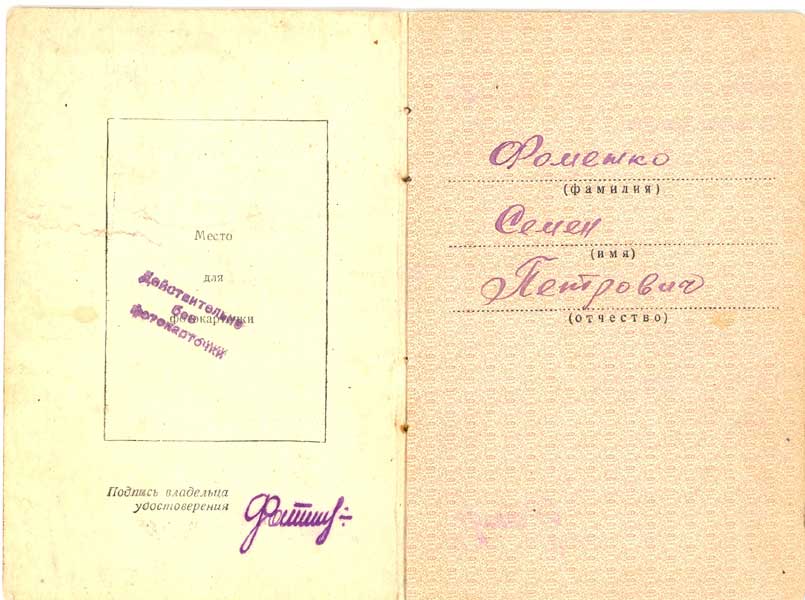 Место
для
фотокарточки
Действительно
без
фотокарточки
Подпись владельца
удостоверения
Фоменко
(фамилия)
Семен
(имя)
Петрович
(отчество)